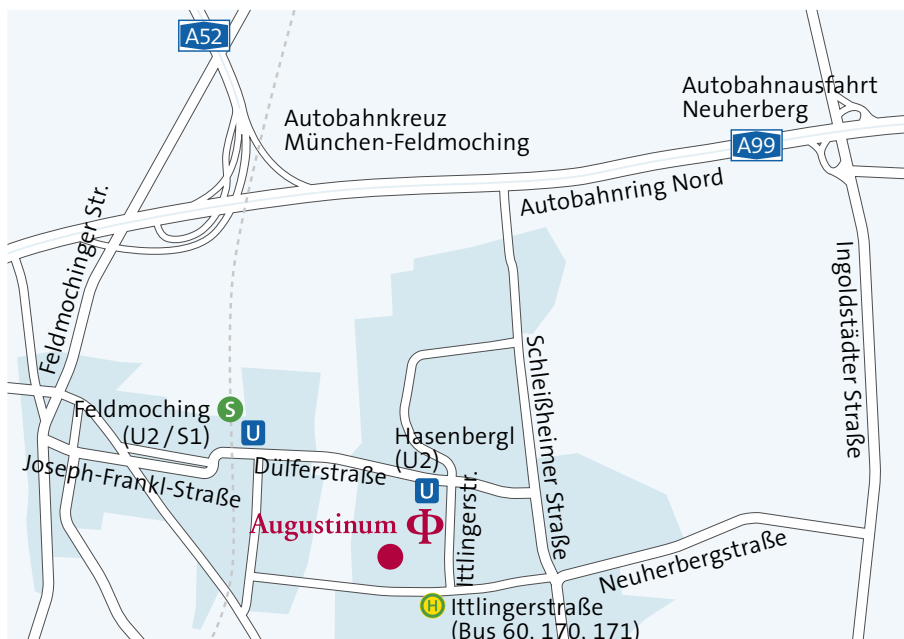 A52
Autobahnausfahrt
Neuherberg
Autobahnkreuz
München-Feldmoching
A99
Autobahnring Nord
Feldmochinger Str.
Ingoldstädter Straße
Schleißheimer Straße
Feldmoching
(U2/S1)
S
U
Hasenbergl
(U2)
U
Joseph-Frankl-Straße
Dülferstraße
Ittlingerstr.
Augustinum Φ
Neuherbergstraße
H
Ittlingerstraße
(Bus 60, 170, 171)